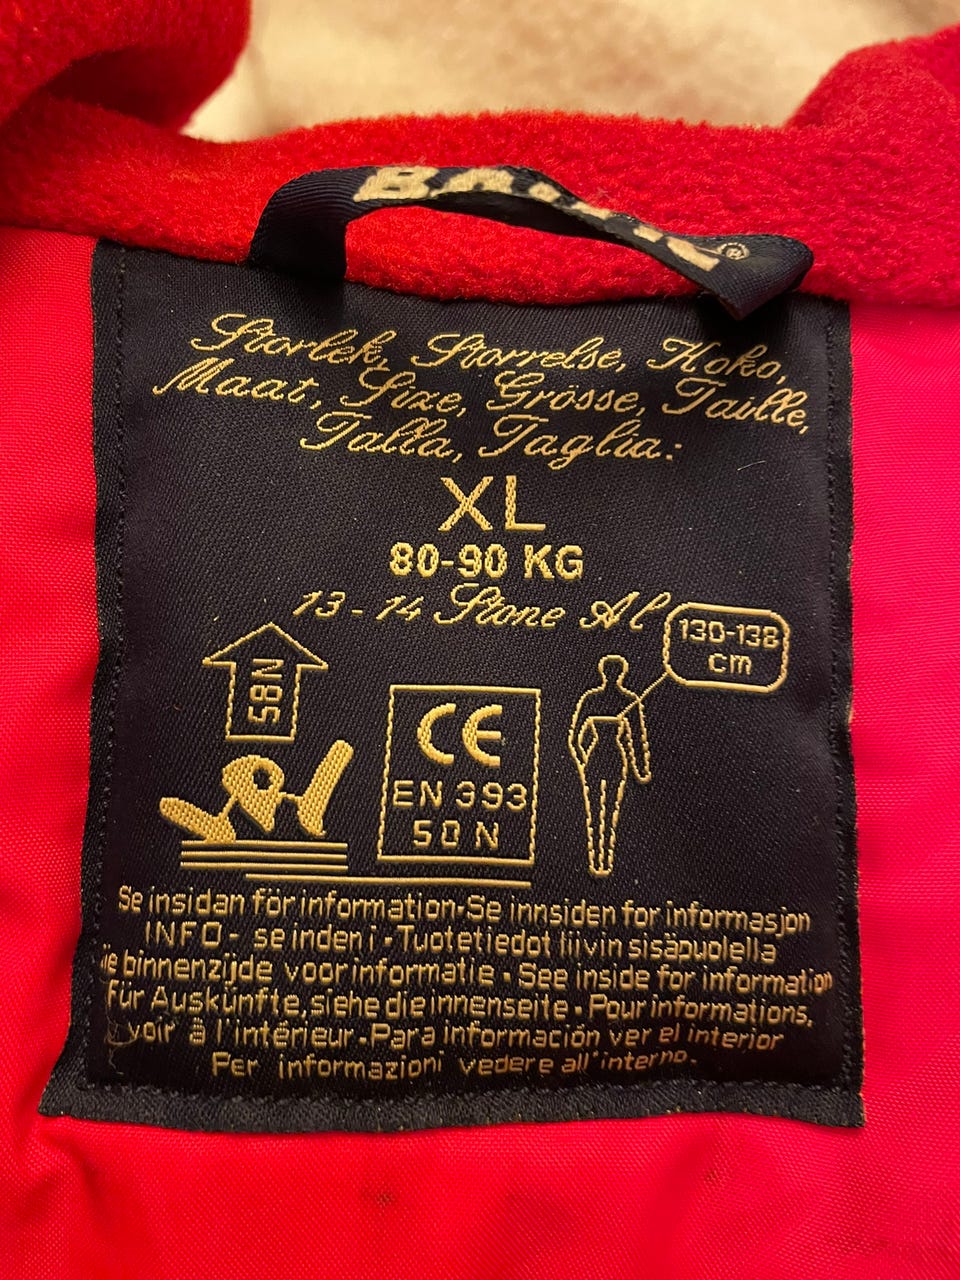 Storlek, Storrelse, Koko,
Maat, Size, Grösse, Taille,
Talla, Taglia:
XL
80-90 KG
13-14 Stone Al
130-138
cm
58N
CE
EN 393
50 N
Se insidan för information•Se innsiden for informasjon
INFO- se inden i•Tuotetiedot liivin sisäpuolella
binnenzijde voor informatie•See inside for information
Für Auskünfte, siehe die innenseite•Pour informations,
voir à l'intérieur•Para información ver el interior
Per informazioni vedere all'interno.